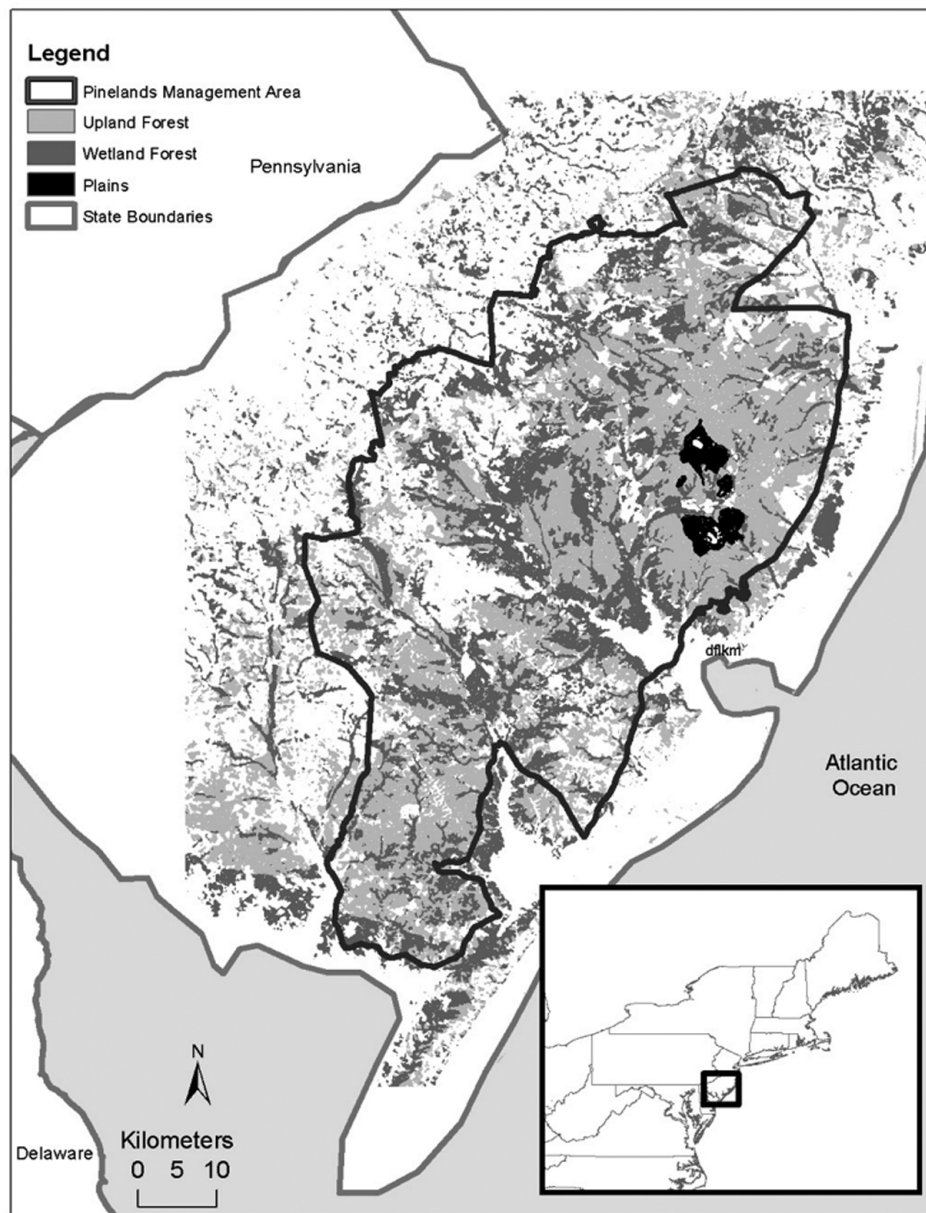 Legend
Pinelands Management Area
Upland Forest
Wetland Forest
Plains
State Boundaries
Pennsylvania
dflkm
Atlantic
Ocean
N
Kilometers
0 5 10
Delaware